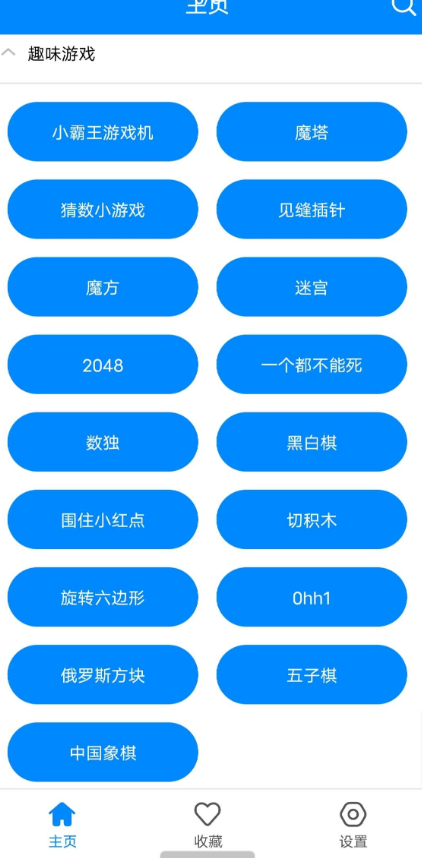 主页
趣味游戏
小霸王游戏机
魔塔
猜数小游戏
见缝插针
魔方
迷宫
2048
一个都不能死
数独
黑白棋
围住小红点
切积木
旋转六边形
0hh1
俄罗斯方块
五子棋
中国象棋
主页
收藏
设置